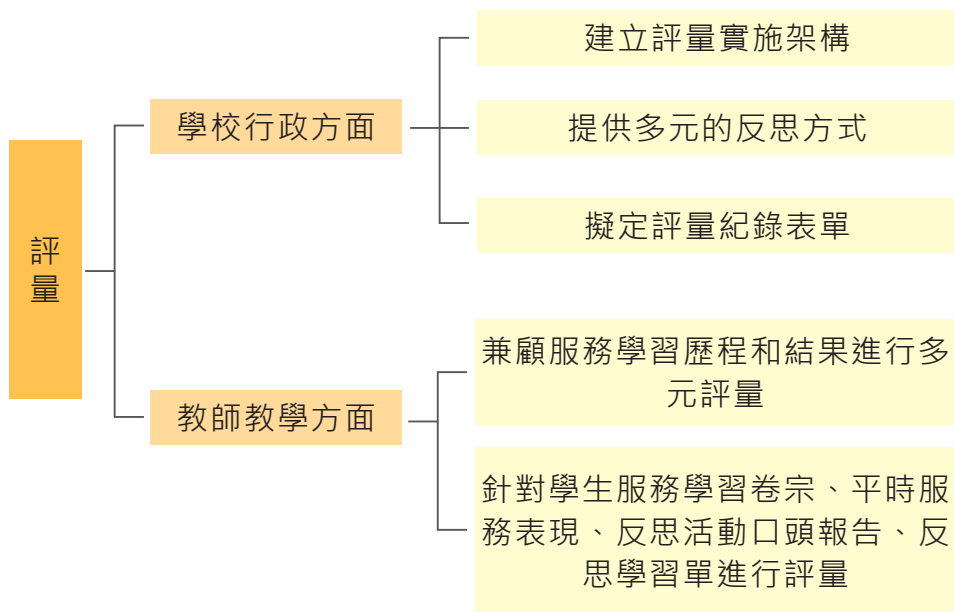 評量
學校行政方面
建立評量實施架構
提供多元的反思方式
擬定評量紀錄表單
教師教學方面
兼顧服務學習歷程和結果進行多
元評量
針對學生服務學習卷宗、平時服
務表現、反思活動口頭報告、反
思學習單進行評量